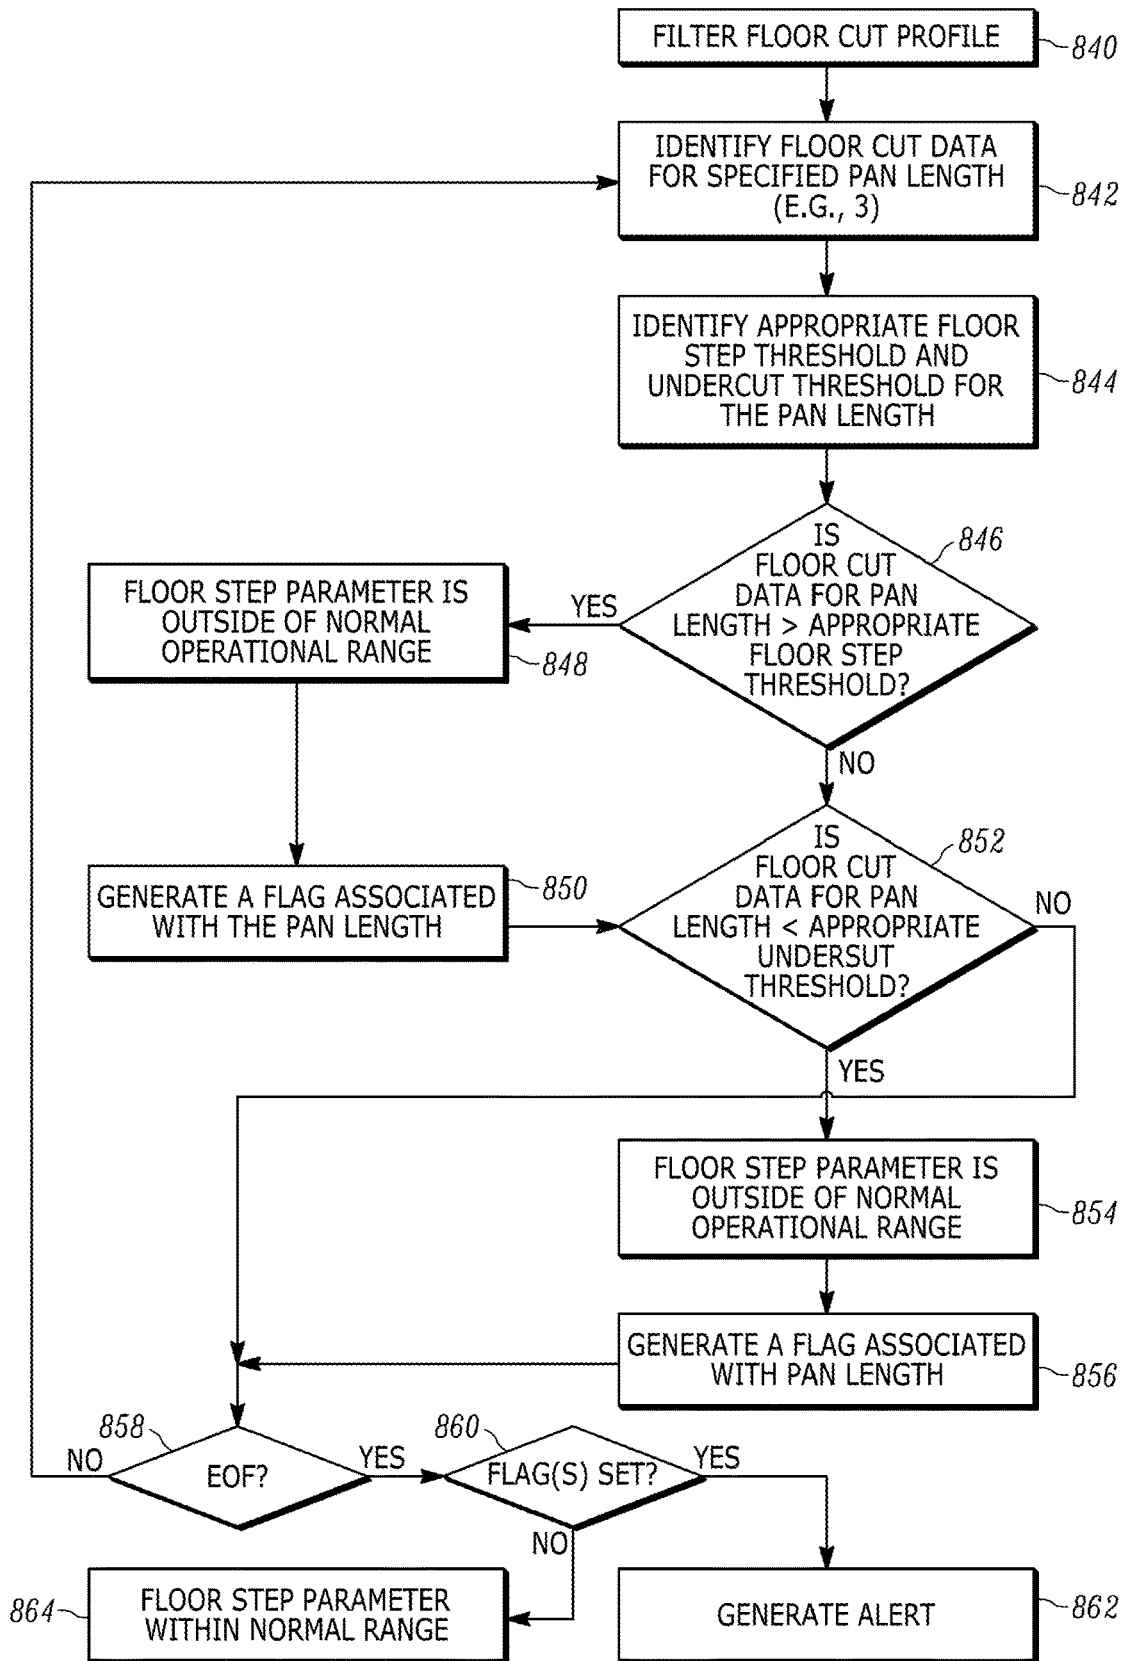 FILTER FLOOR CUT PROFILE
840
IDENTIFY FLOOR CUT DATA
FOR SPECIFIED PAN LENGTH
(E.G., 3)
842
IDENTIFY APPROPRIATE FLOOR
STEP THRESHOLD AND
UNDERCUT THRESHOLD FOR
THE PAN LENGTH
844
IS
FLOOR CUT
DATA FOR PAN
LENGTH > APPROPRIATE
FLOOR STEP
THRESHOLD?
846
YES
NO
FLOOR STEP PARAMETER IS
OUTSIDE OF NORMAL
OPERATIONAL RANGE
848
GENERATE A FLAG ASSOCIATED
WITH THE PAN LENGTH
850
IS
FLOOR CUT
DATA FOR PAN
LENGTH < APPROPRIATE
UNDERSUT
THRESHOLD?
852
NO
YES
FLOOR STEP PARAMETER IS
OUTSIDE OF NORMAL
OPERATIONAL RANGE
854
GENERATE A FLAG ASSOCIATED
WITH PAN LENGTH
856
858
NO
EOF?
YES
860
FLAG(S) SET?
YES
NO
864
FLOOR STEP PARAMETER
WITHIN NORMAL RANGE
GENERATE ALERT
862